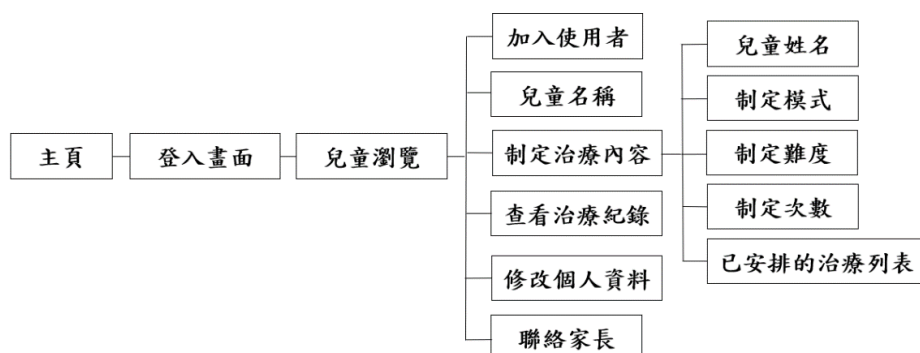 主頁
登入畫面
兒童瀏覽
加入使用者
兒童名稱
制定治療內容
查看治療紀錄
修改個人資料
聯絡家長
兒童姓名
制定模式
制定難度
制定次數
已安排的治療列表